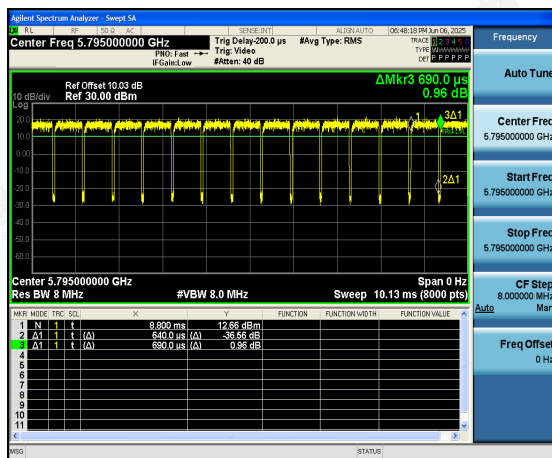 Agilent Spectrum Analyzer - Swept SA
RL RF 50 Ω AC SENSE:INT ALIGN AUTO 06:48:18 PM Jun 06, 2025
Center Freq 5.795000000 GHz
PNO: Fast
IFGain:Low
Trig Delay-200.0 µs #Avg Type: RMS
Trig: Video
#Atten: 40 dB
TRACE 1 2 3 4 5 6
TYPE
DET P P P P P P
Ref Offset 10.03 dB
10 dB/div Ref 30.00 dBm
ΔMkr3 690.0 µs
0.96 dB
Log
20.0
10.0
0.00
-10.0
-20.0
-30.0
-40.0
-50.0
-60.0
1
3Δ1
2Δ1
Center 5.795000000 GHz Span 0 Hz
Res BW 8 MHz #VBW 8.0 MHz Sweep 10.13 ms (8000 pts)
MKR MODE TRC SCL X Y FUNCTION FUNCTION WIDTH FUNCTION VALUE
1 N 1 t 8.800 ms 12.66 dBm
2 Δ1 1 t (Δ) 640.0 µs (Δ) -36.56 dB
3 Δ1 1 t (Δ) 690.0 µs (Δ) 0.96 dB
4
5
6
7
8
9
10
11
MSG STATUS
Frequency
Auto Tune
Center Freq
5.795000000 GHz
Start Freq
5.795000000 GHz
Stop Freq
5.795000000 GHz
CF Step
8.000000 MHz
Auto Man
Freq Offset
0 Hz